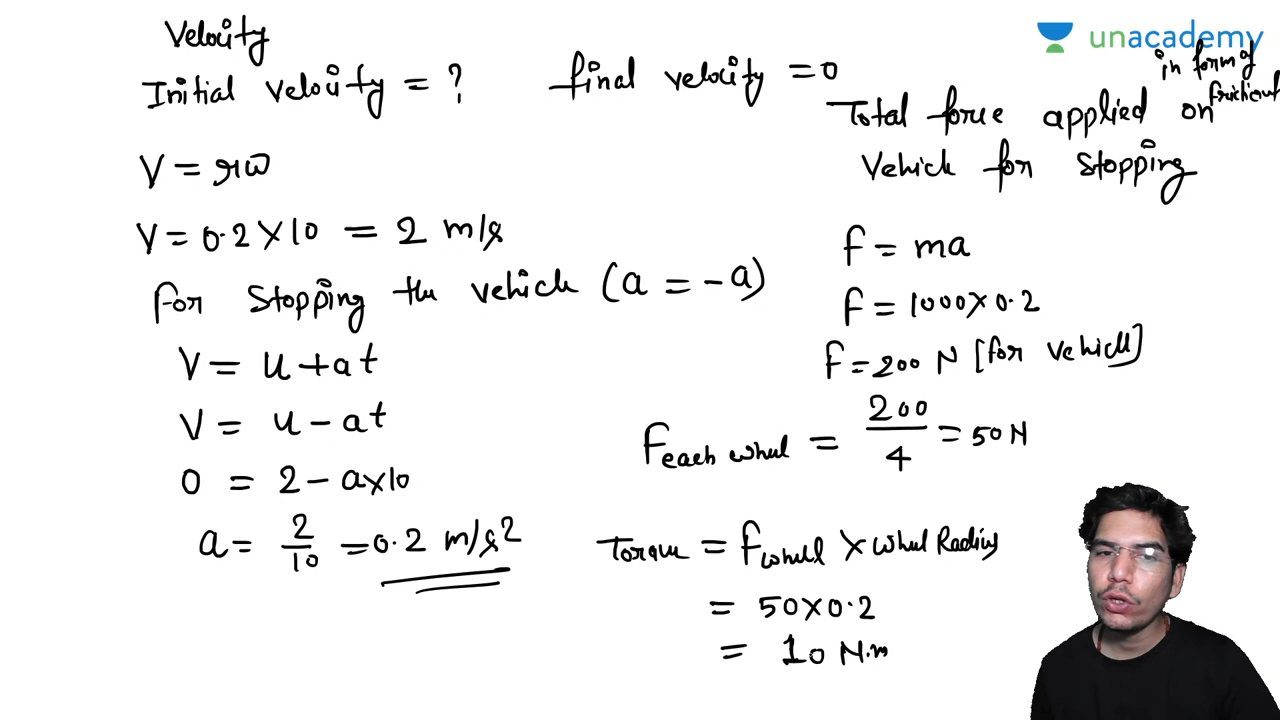 unacademy
Velocity
Initial velocity = ?
final velocity = 0
V = rω
V = 0.2 × 10 = 2 m/s
for stopping the vehicle (a = -a)
V = u + at
V = u - at
0 = 2 - a×10
a = 2/10 = 0.2 m/s²
in form of
friction
Total force applied on
Vehicle for stopping
f = ma
f = 1000 × 0.2
f = 200 N [for vehicle]
F each wheel = 200/4 = 50 N
Torque = f wheel × wheel Radius
= 50 × 0.2
= 10 N.m